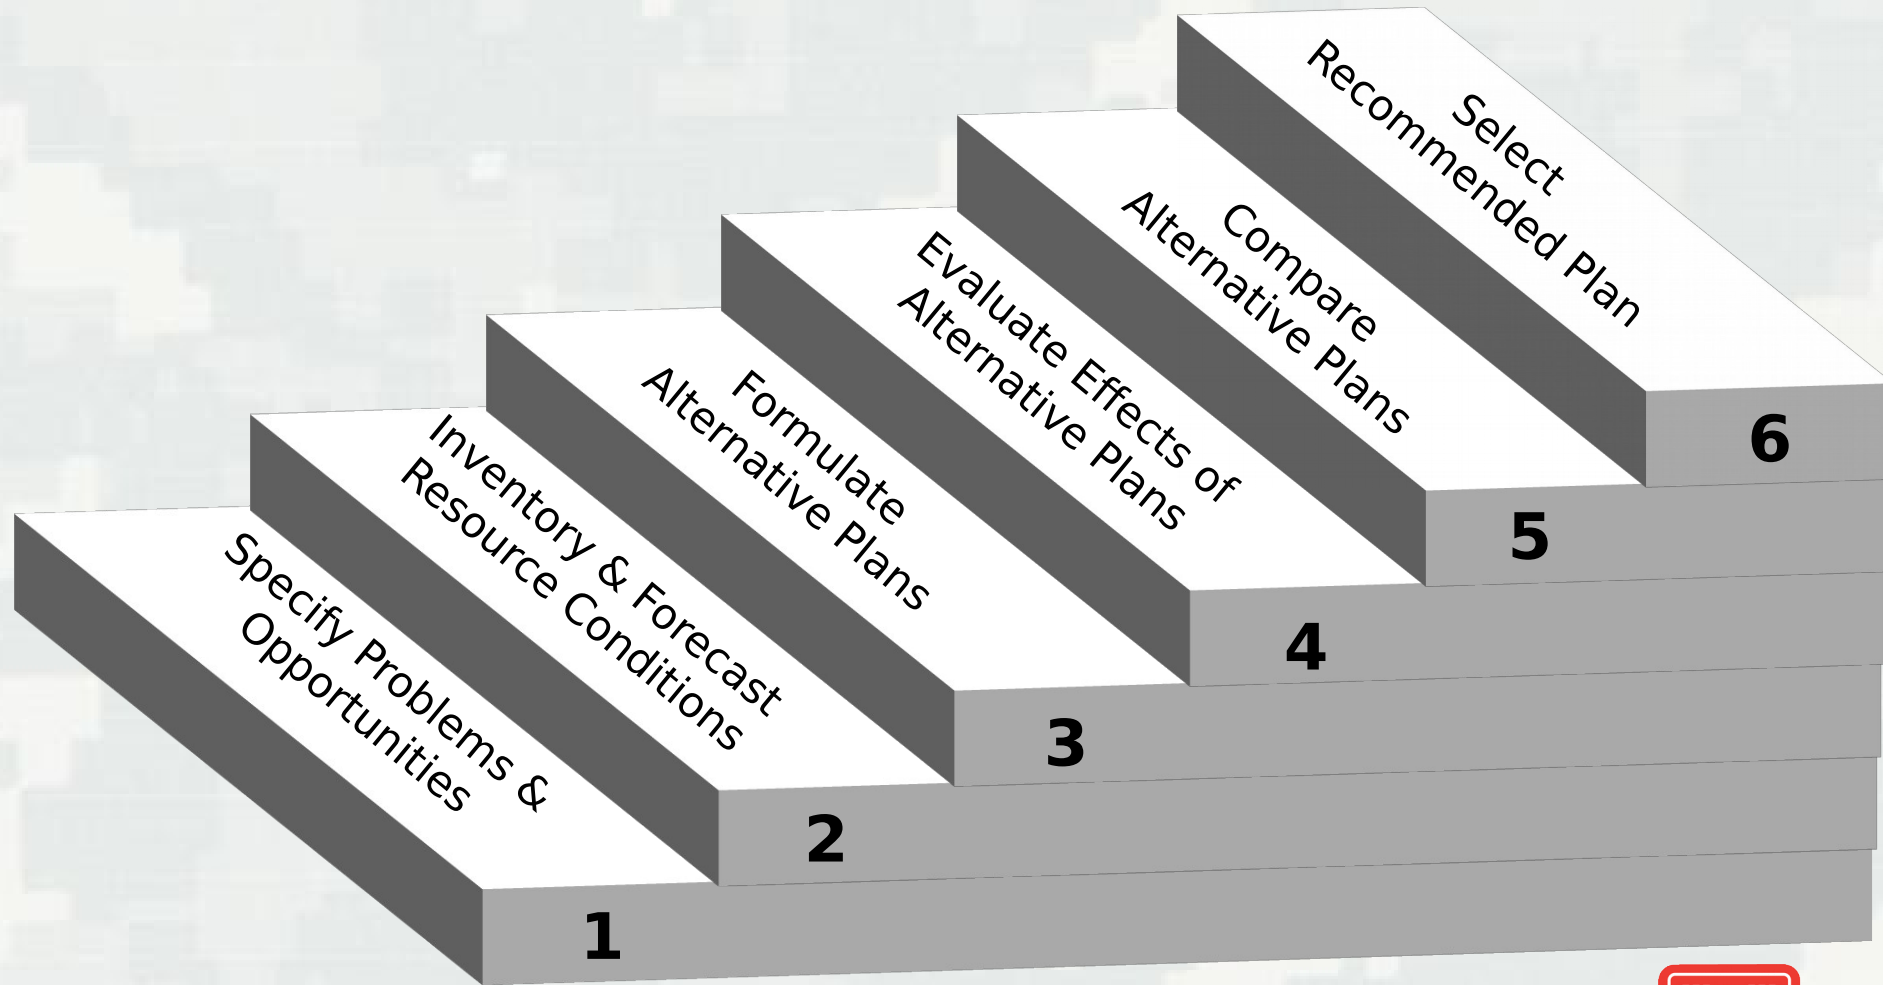 1
Specify Problems &
Opportunities
2
Inventory & Forecast
Resource Conditions
3
Formulate
Alternative Plans
4
Evaluate Effects of
Alternative Plans
5
Compare
Alternative Plans
6
Select
Recommended Plan